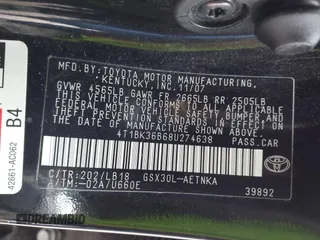 MFD. BY: TOYOTA MOTOR MANUFACTURING,
KENTUCKY, INC. 11/07
GVWR 4565LB GAWR FR 2665LB RR 2505LB
THIS VEHICLE CONFORMS TO ALL APPLICABLE
FEDERAL MOTOR VEHICLE SAFETY, BUMPER, AND
THEFT PREVENTION STANDARDS IN EFFECT ON
THE DATE OF MANUFACTURE SHOWN ABOVE.
4T1BK36B68U274638 PASS.CAR
C/TR:202/LB18 GSX30L-AETNKA
A/TM:-02A/U660E
39892
B4
42661-AC062
DREAMBID